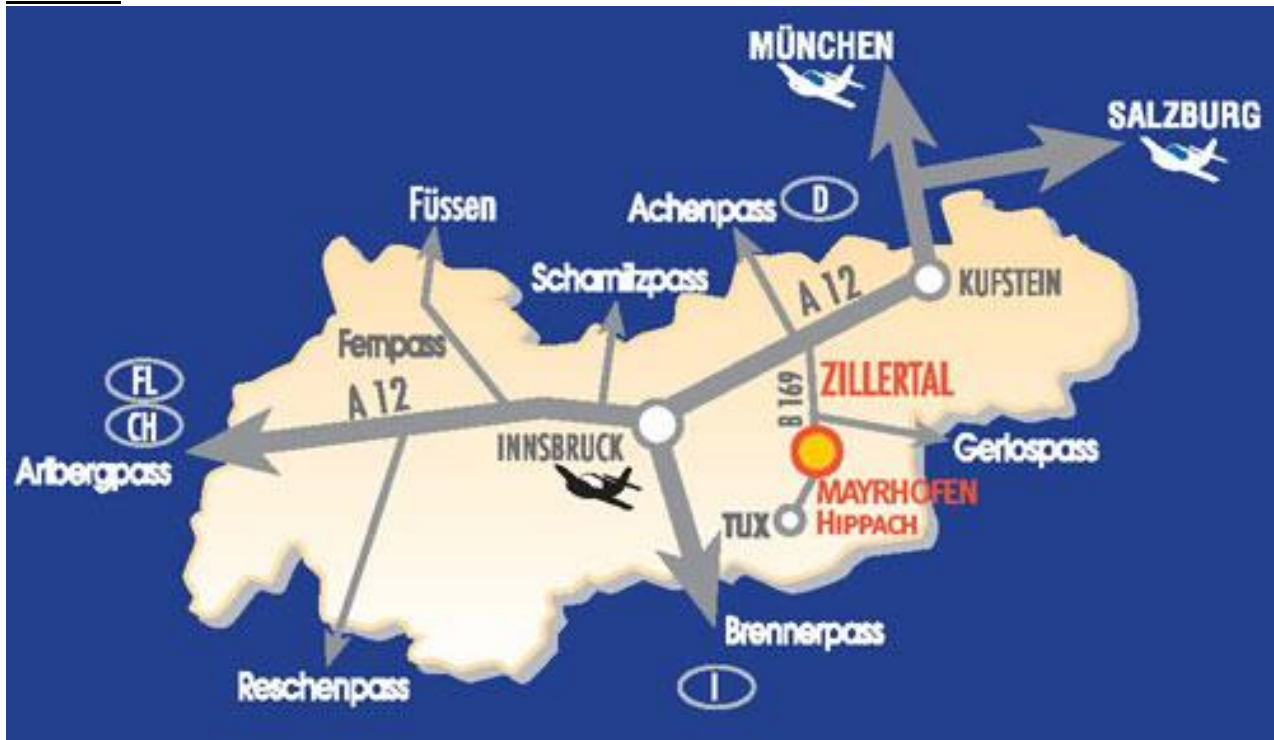 MÜNCHEN
SALZBURG
Füssen
Achenpass
D
Scharnitzpass
A 12
KUFSTEIN
Fernpass
FL
A 12
B 169
ZILLERTAL
CH
INNSBRUCK
Gerlospass
Arlbergpass
MAYRHOFEN
TUX
HIPPACH
Brennerpass
Reschenpass
I